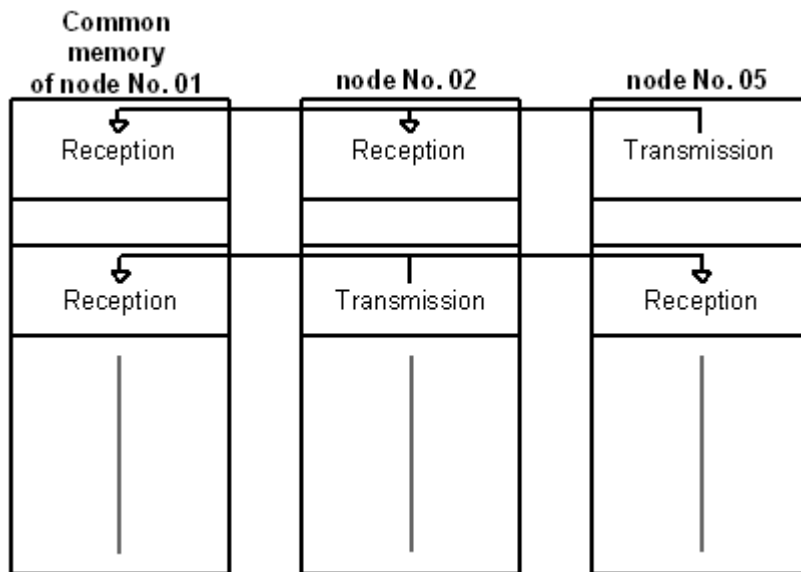 Common
memory
of node No. 01
node No. 02
node No. 05
Reception
Reception
Transmission
Reception
Transmission
Reception